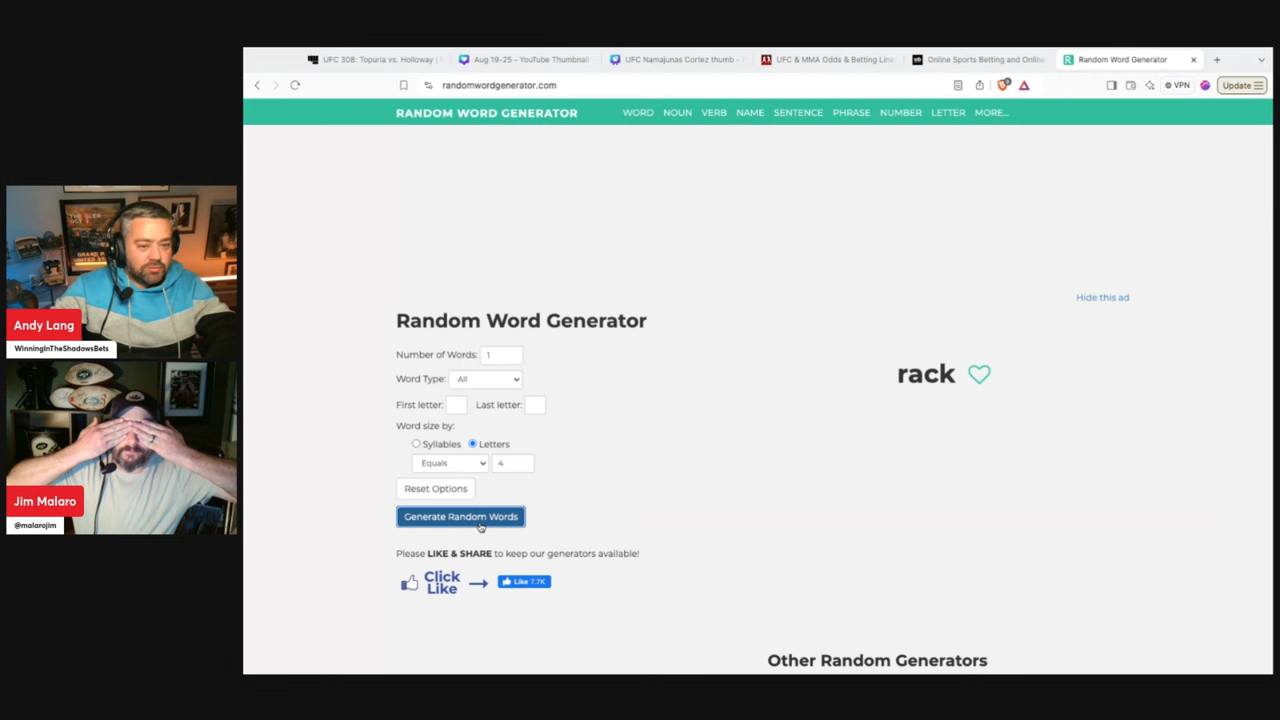 UFC 308: Topuria vs. Holloway |
Aug 19-25 - YouTube Thumbnail
UFC Namajunas Cortez thumb -
UFC & MMA Odds & Betting Line
Online Sports Betting and Online
Random Word Generator
randomwordgenerator.com
VPN
Update
RANDOM WORD GENERATOR
WORD NOUN VERB NAME SENTENCE PHRASE NUMBER LETTER MORE...
Hide this ad
Random Word Generator
Number of Words: 1
Word Type: All
First letter: Last letter:
Word size by:
Syllables Letters
Equals 4
Reset Options
Generate Random Words
rack
Please LIKE & SHARE to keep our generators available!
Click
Like
Like 7.7K
Other Random Generators
Andy Lang
WinningInTheShadowsBets
Jim Malaro
@malarojim